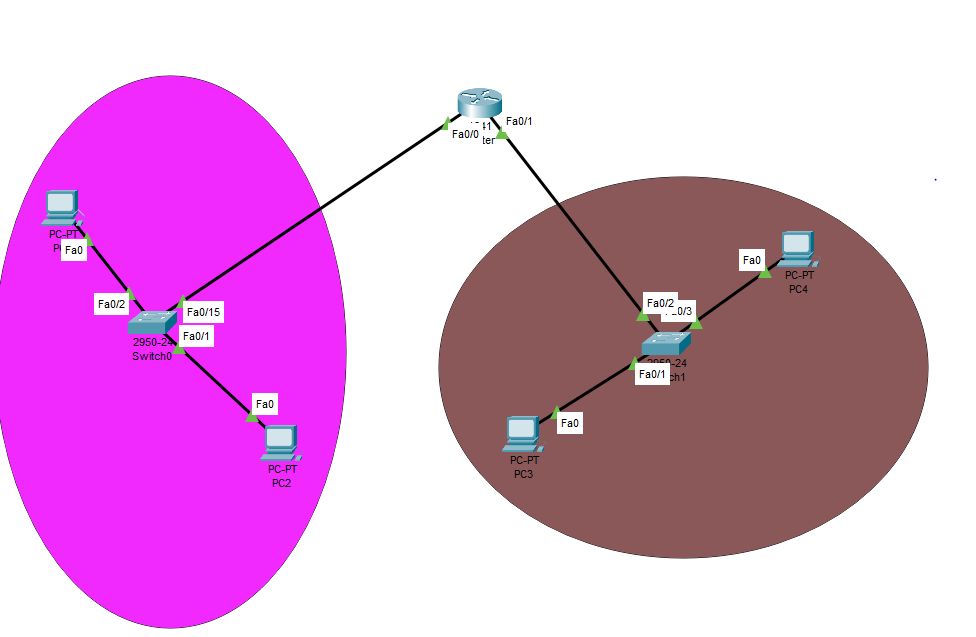 Fa0/1
Fa0/0
PC-PT
Fa0
Fa0/2
Fa0/15
2950-24
Switch0
Fa0/1
Fa0
PC-PT
PC2
Fa0
PC-PT
PC4
Fa0/2
Fa0/1
Fa0
PC-PT
PC3